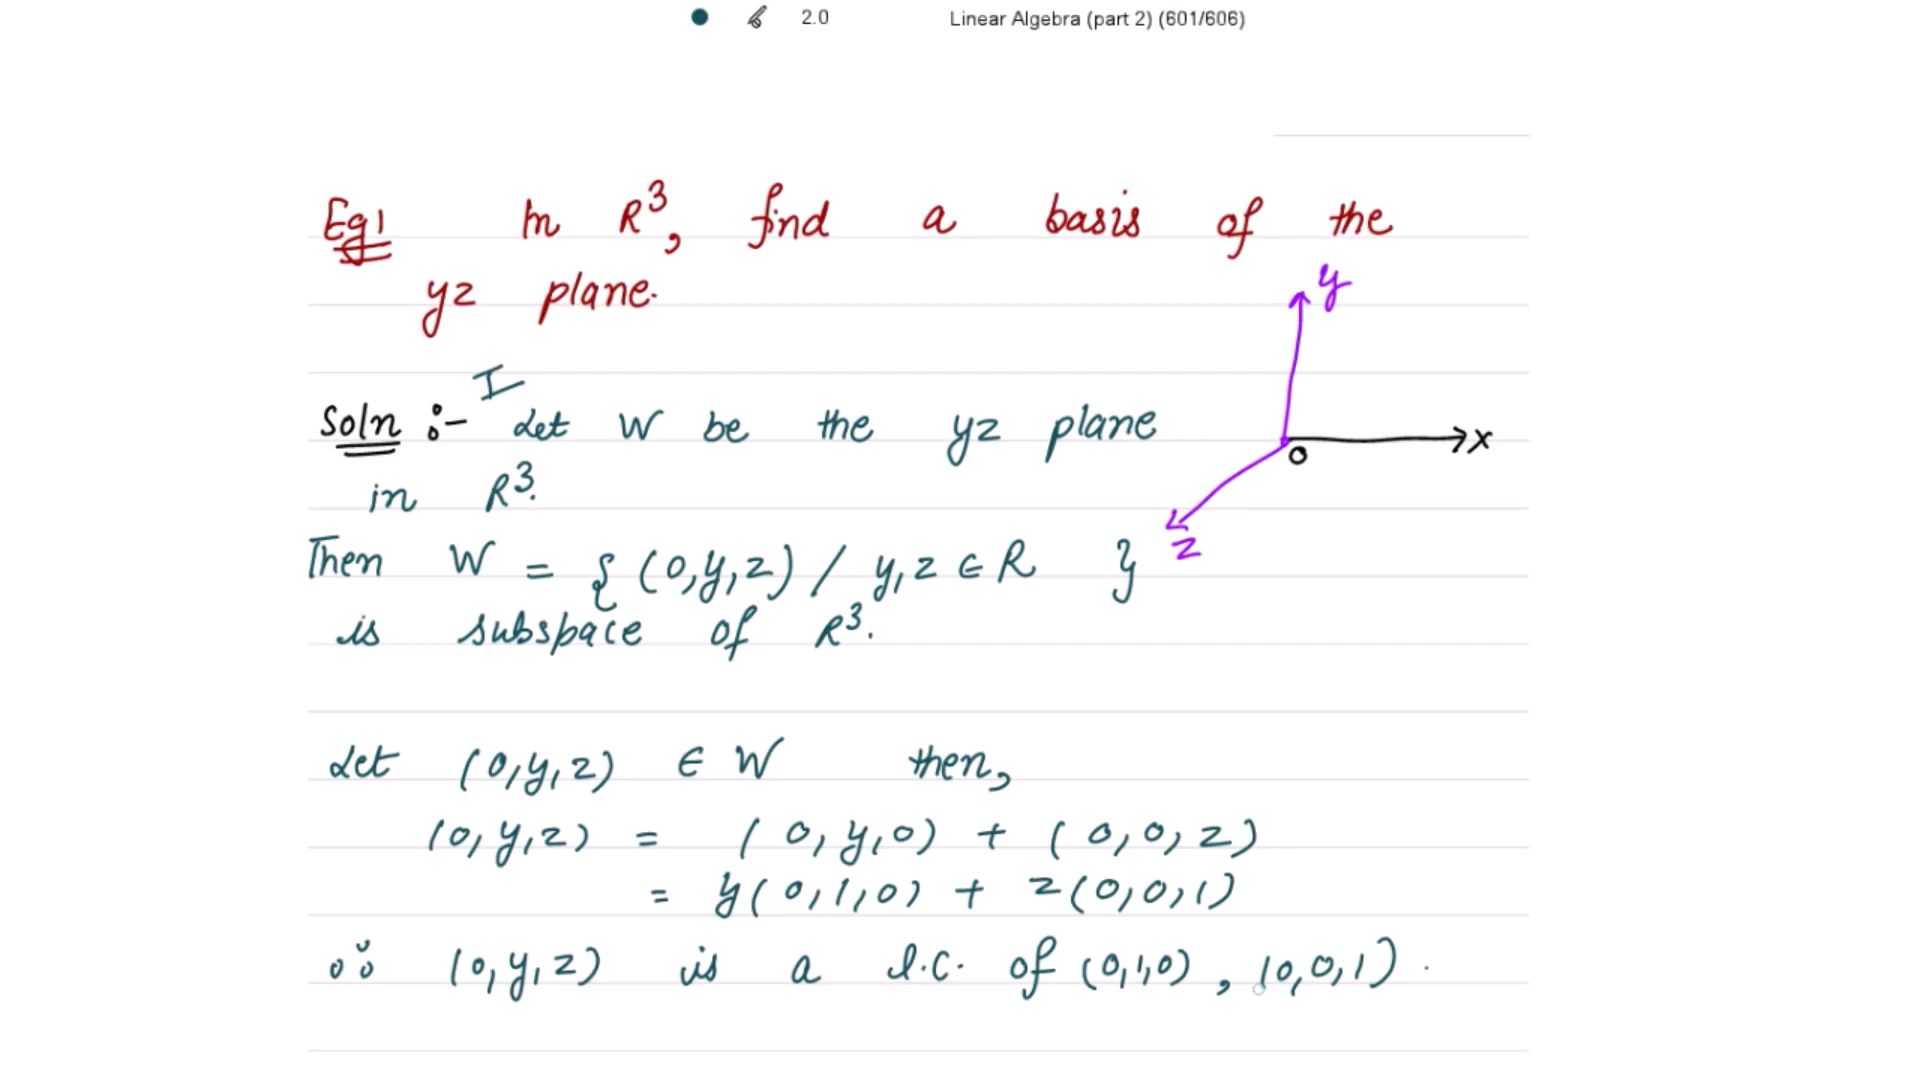 2.0 Linear Algebra (part 2) (601/606)
Eg1 In R³, find a basis of the
yz plane.
y
I
Soln :- Let W be the yz plane
x
O
in R³.
z
Then W = { (0,y,z) / y,z ∈ R }
is subspace of R³.
Let (0,y,z) ∈ W then,
(0,y,z) = (0,y,0) + (0,0,z)
= y(0,1,0) + z(0,0,1)
∴ (0,y,z) is a l.c. of (0,1,0), (0,0,1).